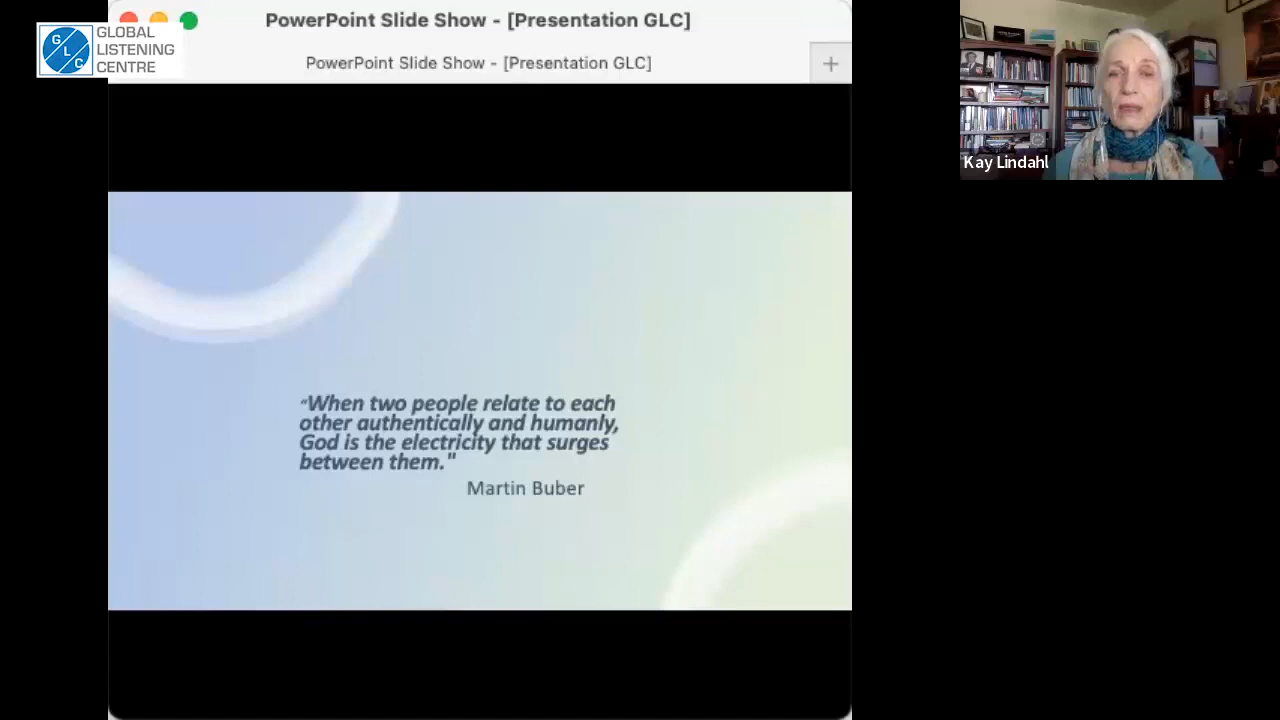 PowerPoint Slide Show - [Presentation GLC]
GLOBAL
LISTENING
CENTRE
G
L
C
PowerPoint Slide Show - [Presentation GLC]
+
Kay Lindahl
“When two people relate to each
other authentically and humanly,
God is the electricity that surges
between them."
Martin Buber